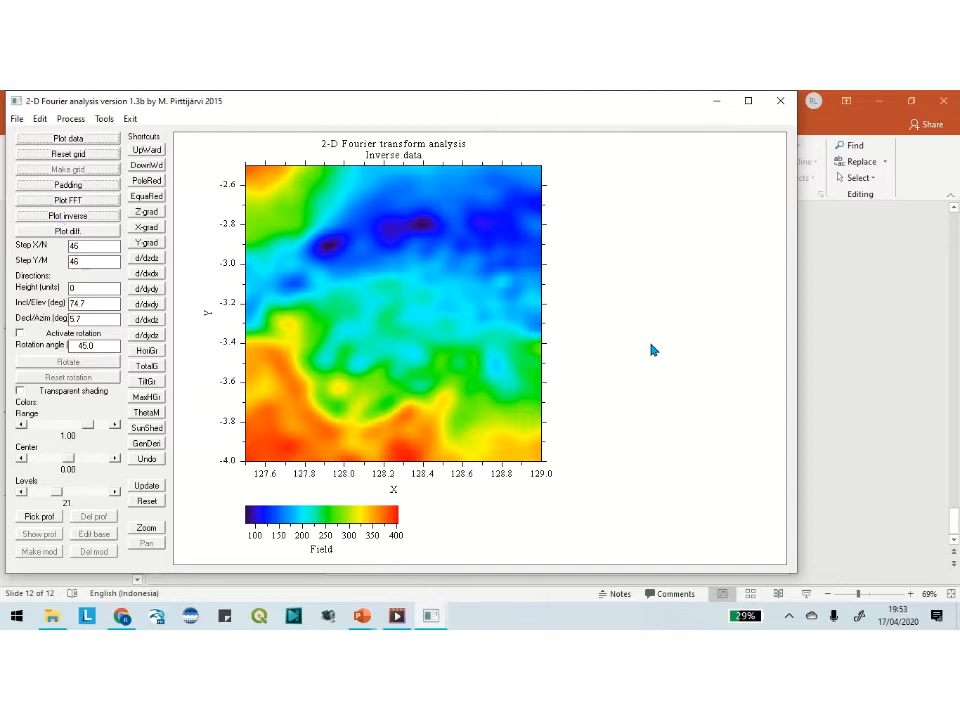 2-D Fourier analysis version 1.3b by M. Pirttijärvi 2015
File Edit Process Tools Exit
Plot data
Reset grid
Make grid
Padding
Plot FFT
Plot inverse
Plot diff.
Step X/N 46
Step Y/M 46
Directions:
Height (units) 0
Incl/Elev (deg) 74.7
Decl/Azim (deg 5.7
Activate rotation
Rotation angle ( 45.0
Rotate
Reset rotation
Transparent shading
Colors:
Range
1.00
Center
0.00
Levels
21.
Pick prof Del prof
Show prof Edit base
Make mod Del mod
Shortcuts
UpWard
DownWd
PoleRed
EquaRed
Z-grad
X-grad
Y-grad
d/dzdz
d/dxdx
d/dydy
d/dxdy
d/dxdz
d/dydz
HoriGr
TotalG
TiltGr
MaxHGr
ThetaM
SunShed
GenDeri
Undo
Update
Reset
Zoom
Pan
2-D Fourier transform analysis
Inverse data
Y
-2.6
-2.8
-3.0
-3.2
-3.4
-3.6
-3.8
-4.0
127.6 127.8 128.0 128.2 128.4 128.6 128.8 129.0
X
100 150 200 250 300 350 400
Field
RL
Share
Find
Replace
Select
Editing
Slide 12 of 12 English (Indonesia) Notes Comments 69%
29% 19:53
17/04/2020